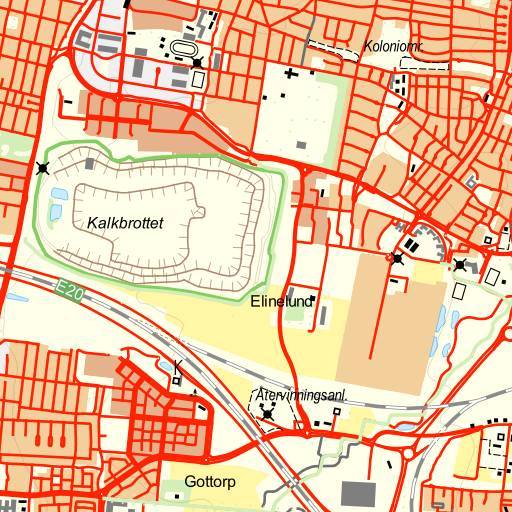 Koloniomr.
Kalkbrottet
E20
Elinelund
K
Återvinningsanl.
Gottorp